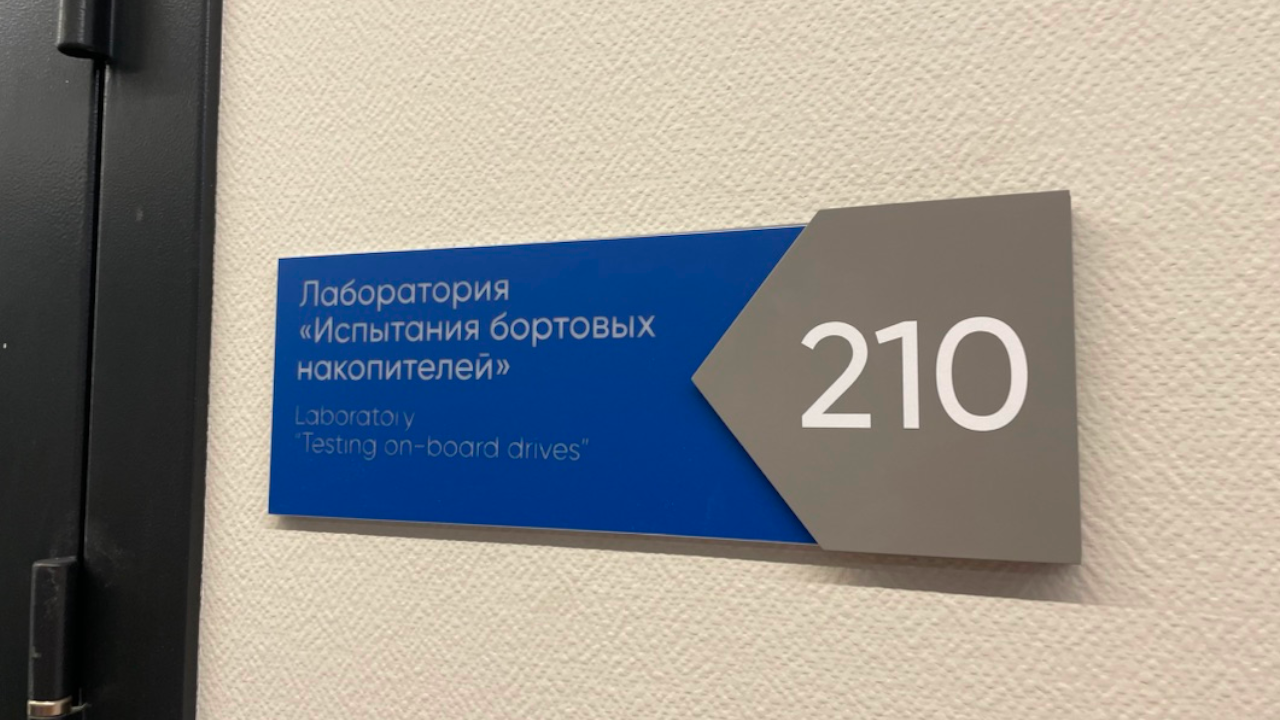 Лаборатория
«Испытания бортовых
накопителей»
Laboratory
"Testing on-board drives"
210